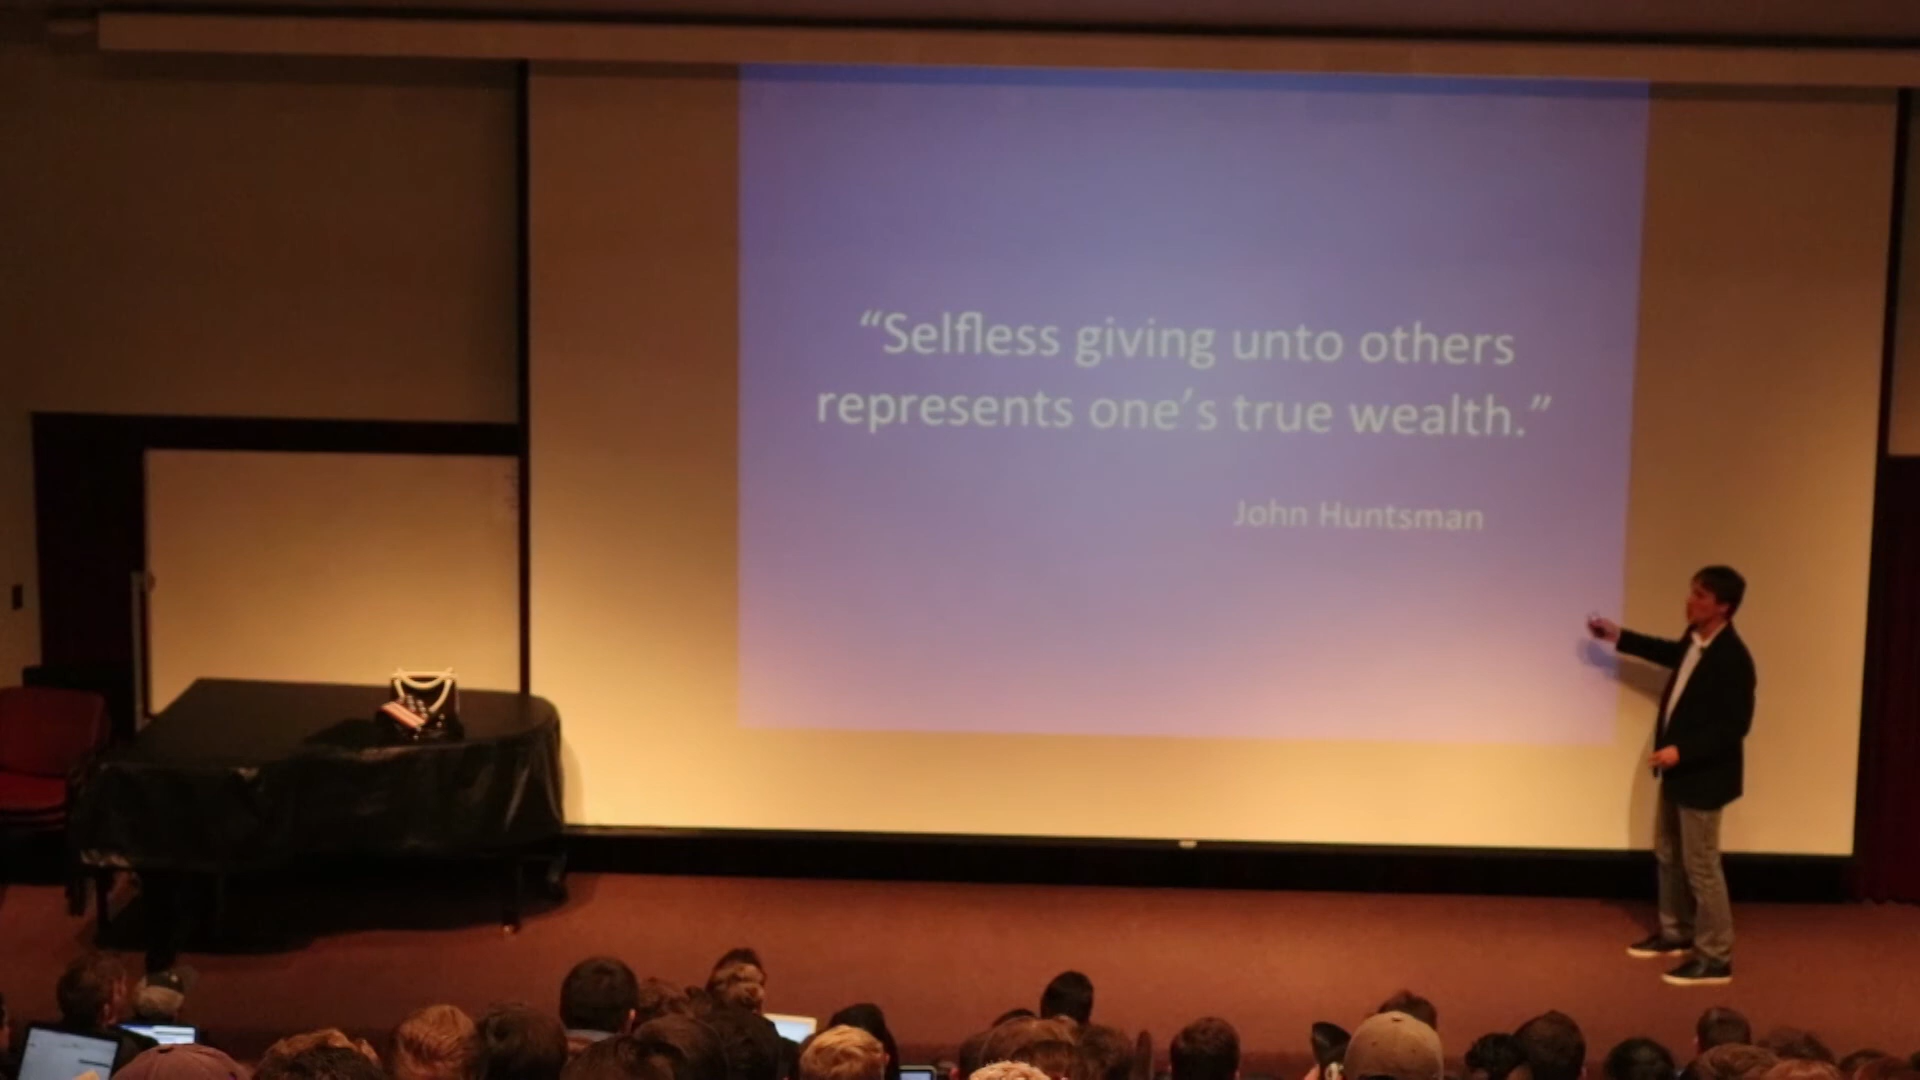 “Selfless giving unto others
represents one’s true wealth.”
John Huntsman